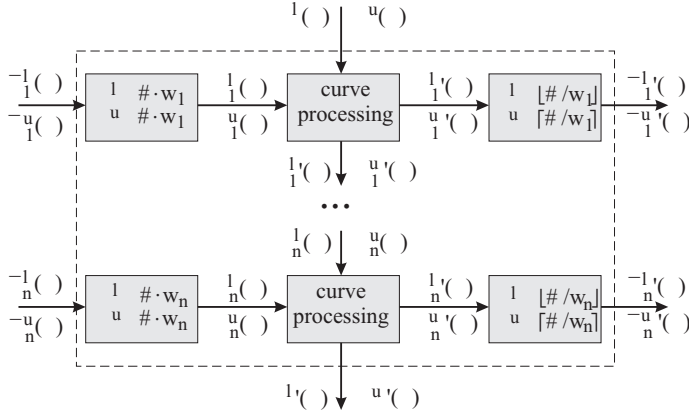 l( ) u( )
–l1( ) l # · w1 l1( ) curve l1'( ) l ⌊# /w1⌋ –l1'( )
–u1( ) u # · w1 u1( ) processing u1'( ) u ⌈# /w1⌉ –u1'( )
l1'( ) u1'( )
...
ln( ) un( )
–ln( ) l # · wn ln( ) curve ln'( ) l ⌊# /wn⌋ –ln'( )
–un( ) u # · wn un( ) processing un'( ) u ⌈# /wn⌉ –un'( )
l'( ) u'( )